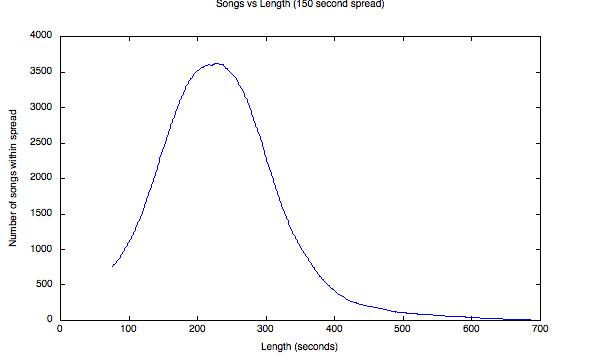 Songs vs Length (150 second spread)
4000
3500
3000
2500
2000
1500
1000
500
0
Number of songs within spread
0 100 200 300 400 500 600 700
Length (seconds)